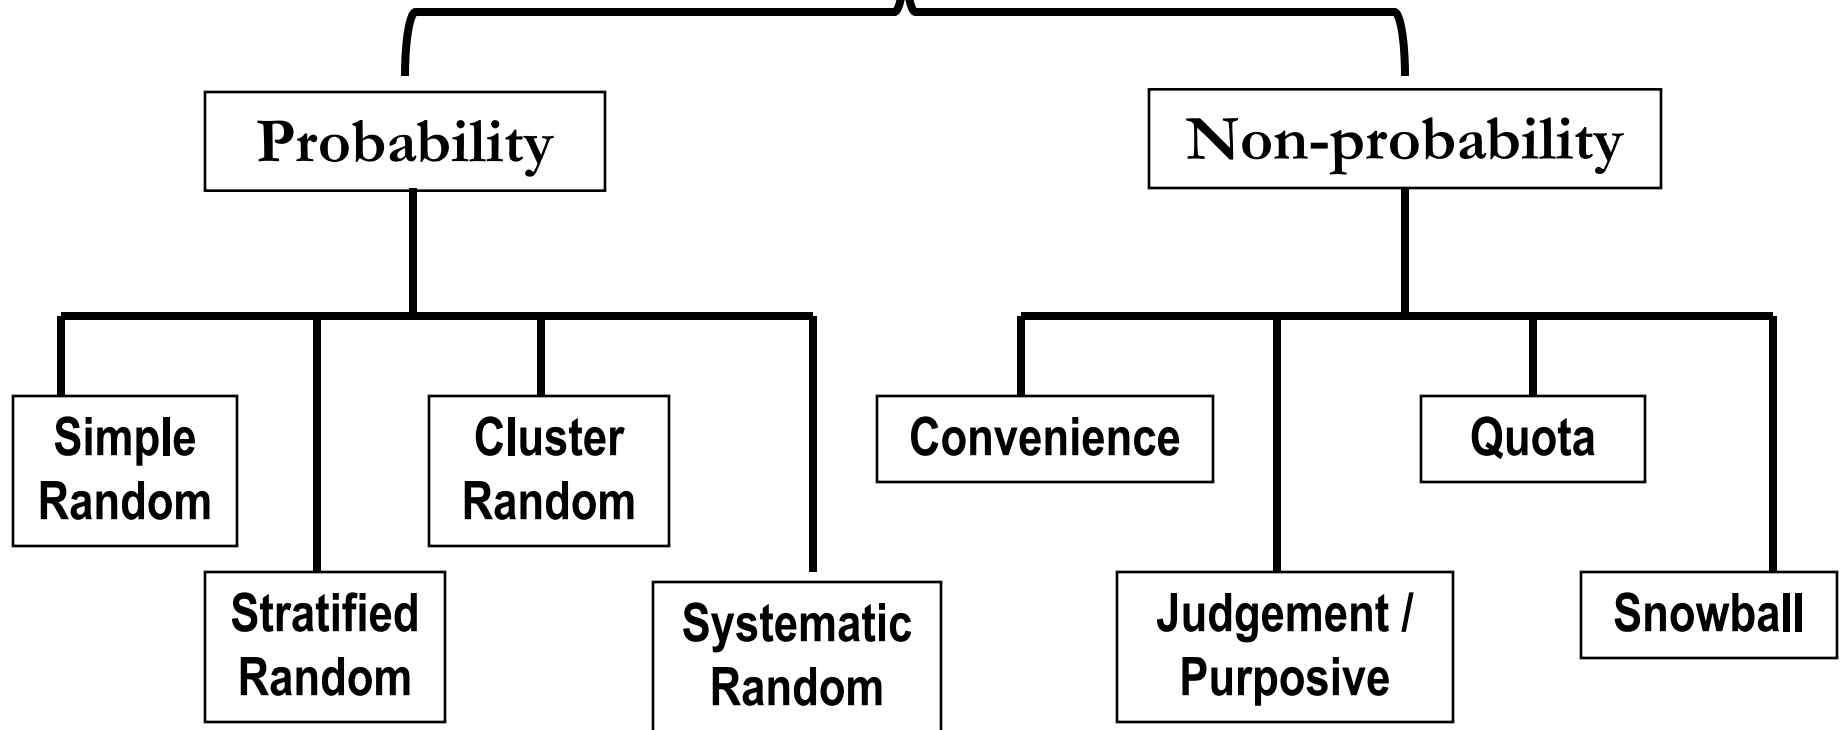 Probability
Non-probability
Simple
Random
Cluster
Random
Convenience
Quota
Stratified
Random
Systematic
Random
Judgement /
Purposive
Snowball